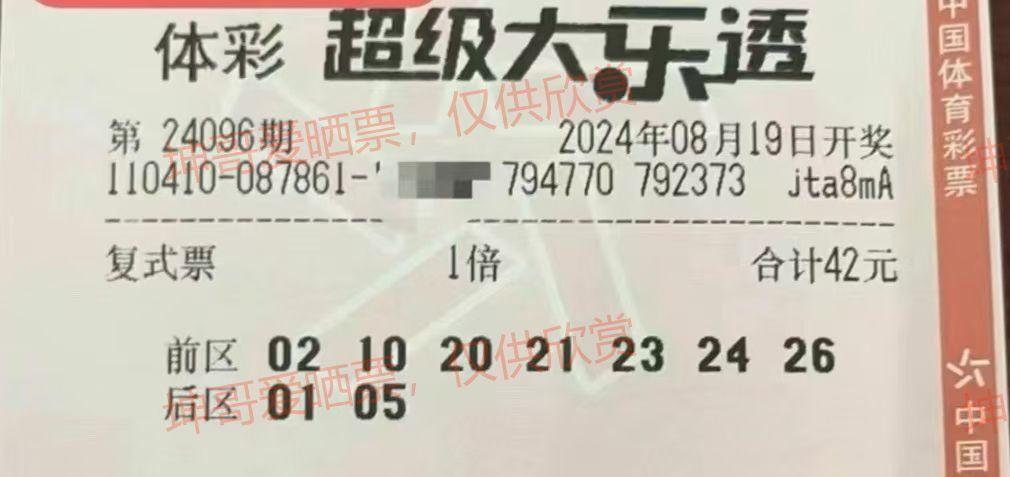 体彩 超级大乐透
第 24096期 2024年08月19日开奖
110410-087861- 794770 792373 jta8mA
复式票 1倍 合计42元
前区 02 10 20 21 23 24 26
后区 01 05
坤哥爱晒票，仅供欣赏
坤哥爱晒票，仅供欣赏
中国体育彩票
中国